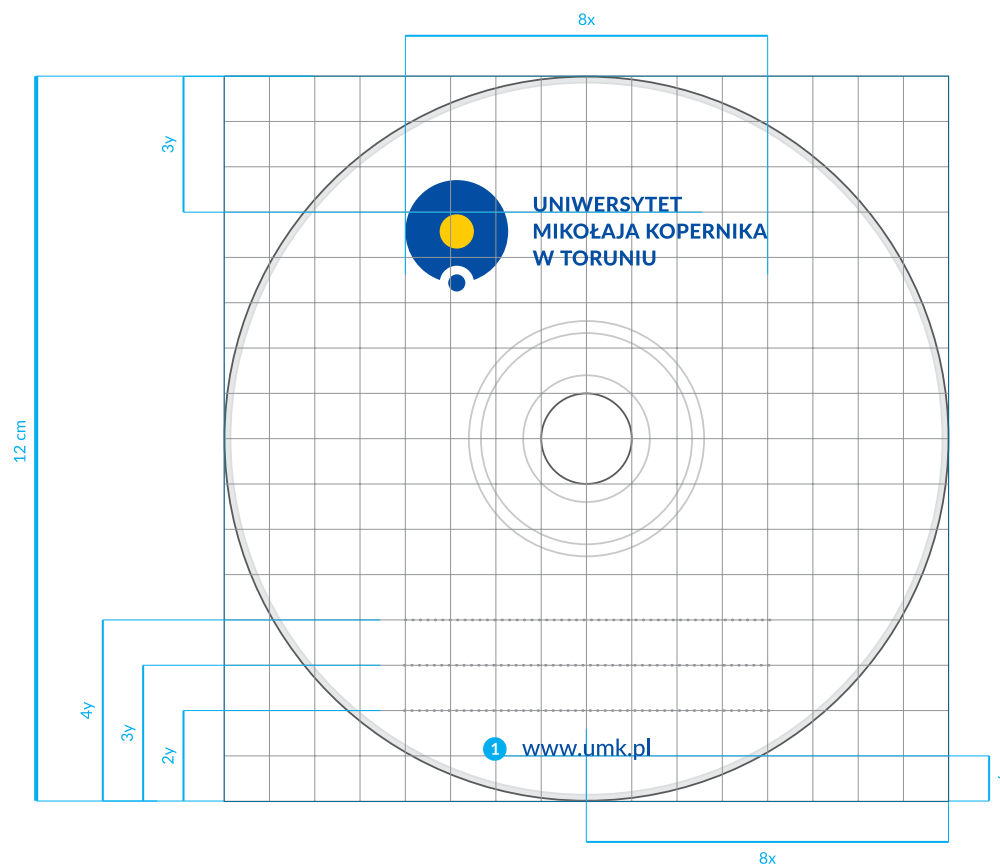 8x
3y
UNIWERSYTET
MIKOŁAJA KOPERNIKA
W TORUNIU
12 cm
4y
3y
2y
1 www.umk.pl
8x